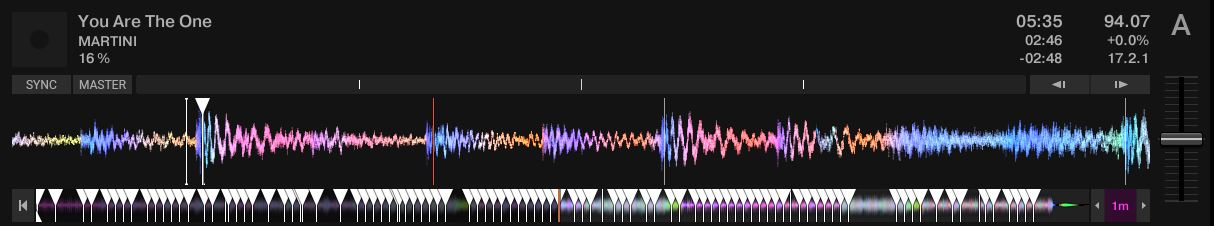 You Are The One
MARTINI
16 %
05:35
02:46
-02:48
94.07
+0.0%
17.2.1
A
SYNC
MASTER
1m